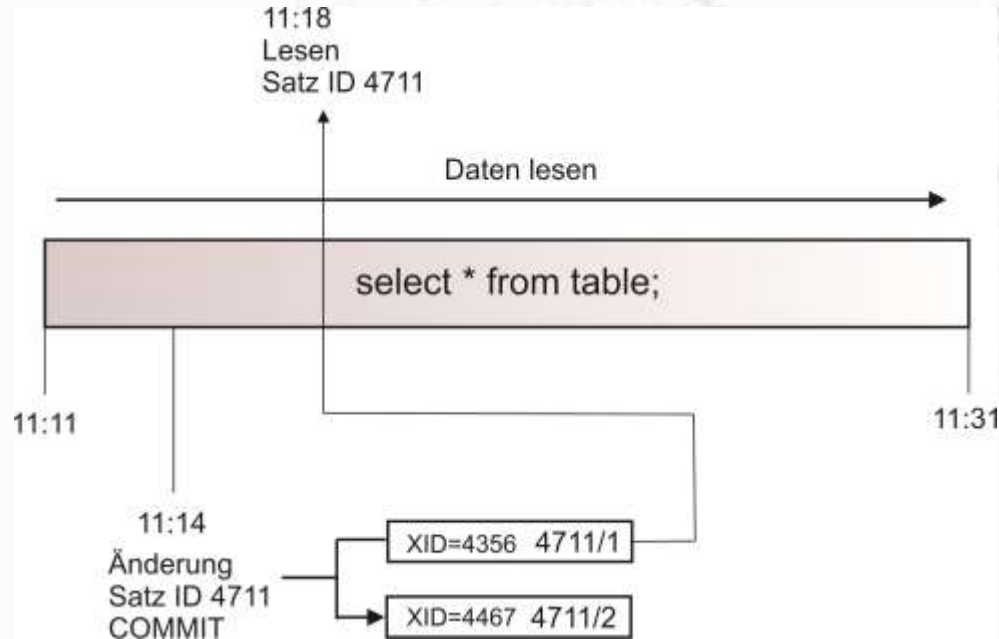 11:18
Lesen
Satz ID 4711
Daten lesen
select * from table;
11:11
11:31
11:14
Änderung
Satz ID 4711
COMMIT
XID=4356 4711/1
XID=4467 4711/2